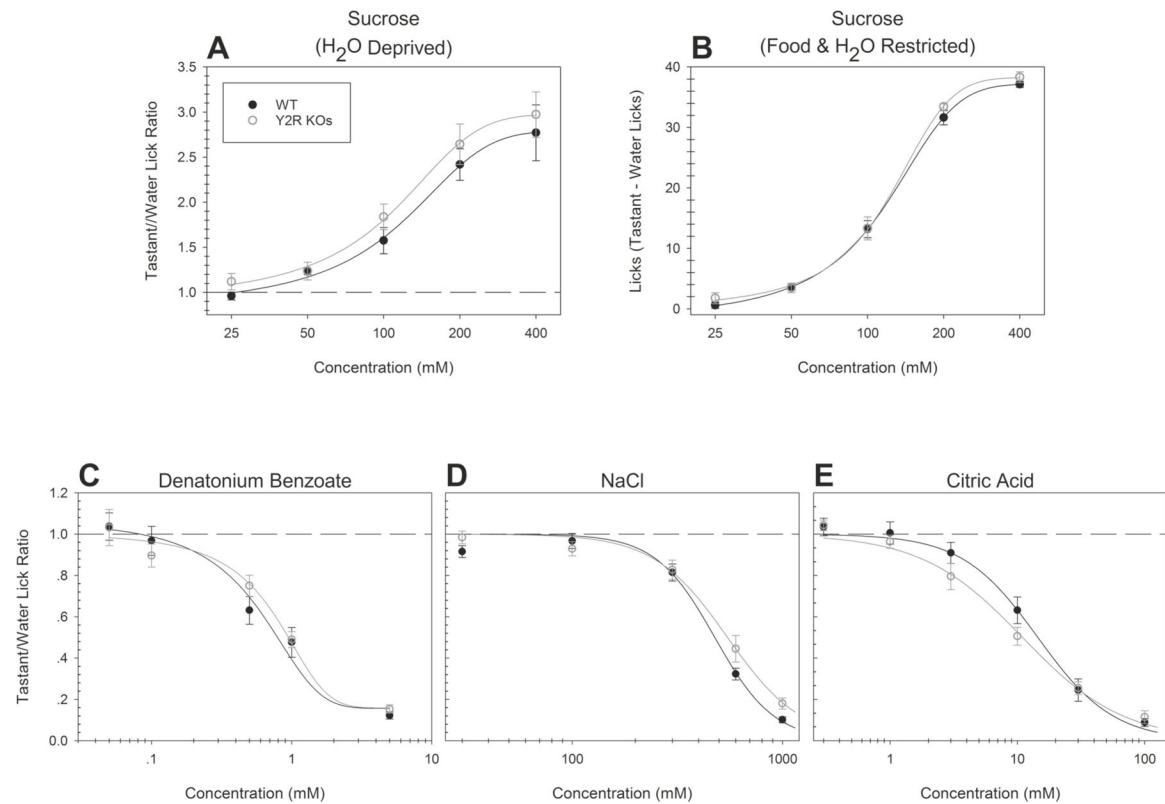 Sucrose
(H2O Deprived)
A
3.5
3.0
2.5
2.0
1.5
1.0
WT
Y2R KOs
Tastant//Water Lick Ratio
25
50
100
200
400
Concentration (mM)
Sucrose
(Food & H2O Restricted)
B
40
30
20
10
0
Licks (Tastant - Water Licks)
25
50
100
200
400
Concentration (mM)
C
Denatonium Benzoate
1.2
1.0
.8
.6
.4
.2
0.0
Tastant/Water Lick Ratio
.1
1
10
Concentration (mM)
D
NaCl
100
1000
Concentration (mM)
E
Citric Acid
1
10
100
Concentration (mM)